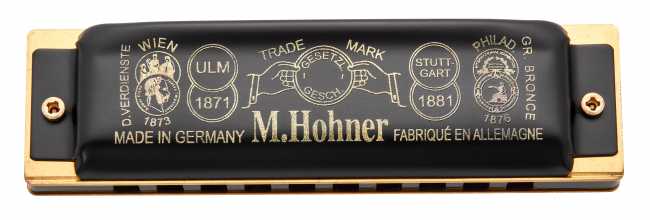 D. VERDIENSTE
WIEN
1873
ULM
1871
TRADE MARK
GESETZL.
GESCH.
STUTT-
GART
1881
PHILAD.
1876
GR. BRONCE
MADE IN GERMANY
M. Hohner
FABRIQUÉ EN ALLEMAGNE